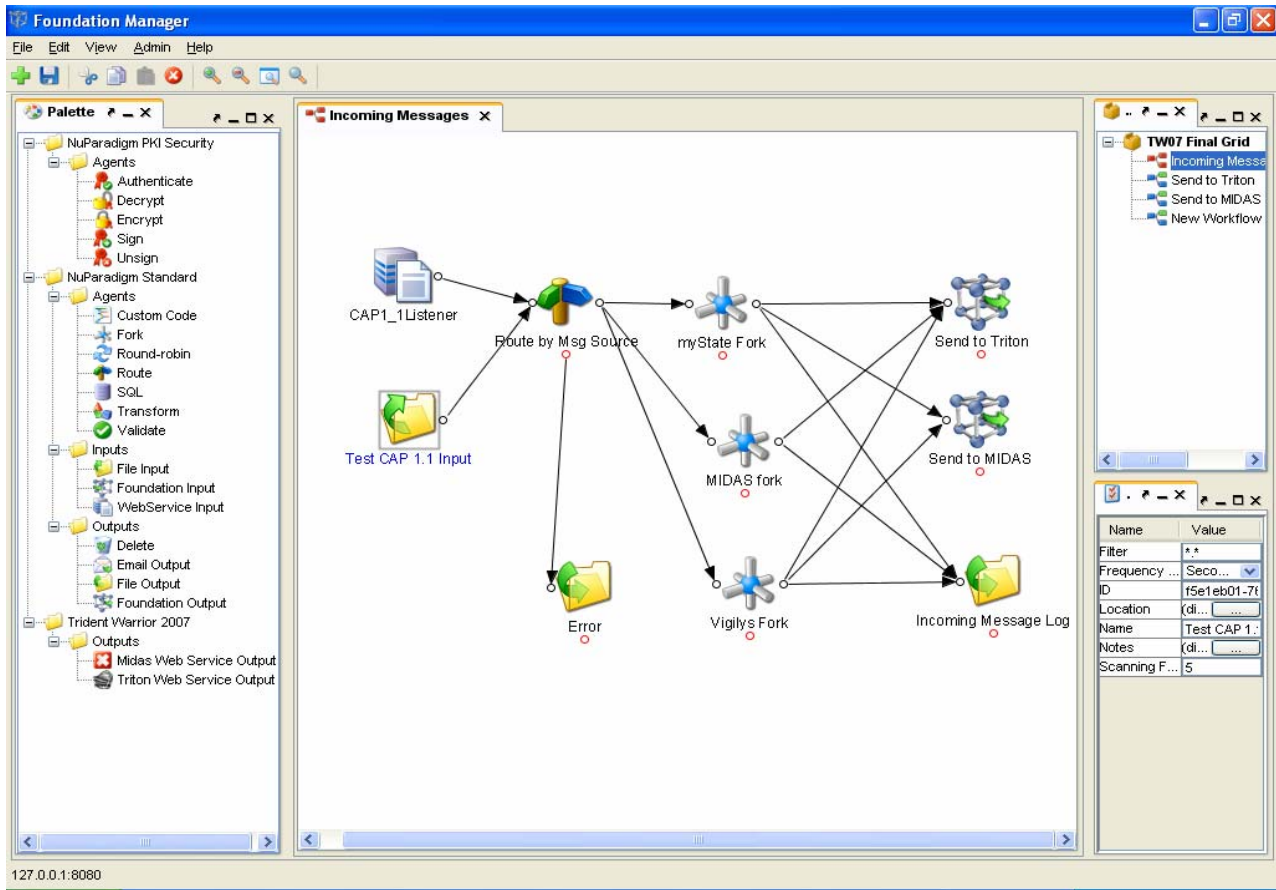 Foundation Manager
File Edit View Admin Help
Palette
NuParadigm PKI Security
Agents
Authenticate
Decrypt
Encrypt
Sign
Unsign
NuParadigm Standard
Agents
Custom Code
Fork
Round-robin
Route
SQL
Transform
Validate
Inputs
File Input
Foundation Input
WebService Input
Outputs
Delete
Email Output
File Output
Foundation Output
Trident Warrior 2007
Outputs
Midas Web Service Output
Triton Web Service Output
Incoming Messages
CAP1_1Listener
Route by Msg Source
myState Fork
Send to Triton
Test CAP 1.1 Input
MIDAS fork
Send to MIDAS
Error
Vigilys Fork
Incoming Message Log
..
TW07 Final Grid
Incoming Messa
Send to Triton
Send to MIDAS
New Workflow
.
Name Value
Filter *.*
Frequency ... Seco...
ID f5e1eb01-76
Location (di... ...
Name Test CAP 1.
Notes (di... ...
Scanning F... 5
127.0.0.1:8080